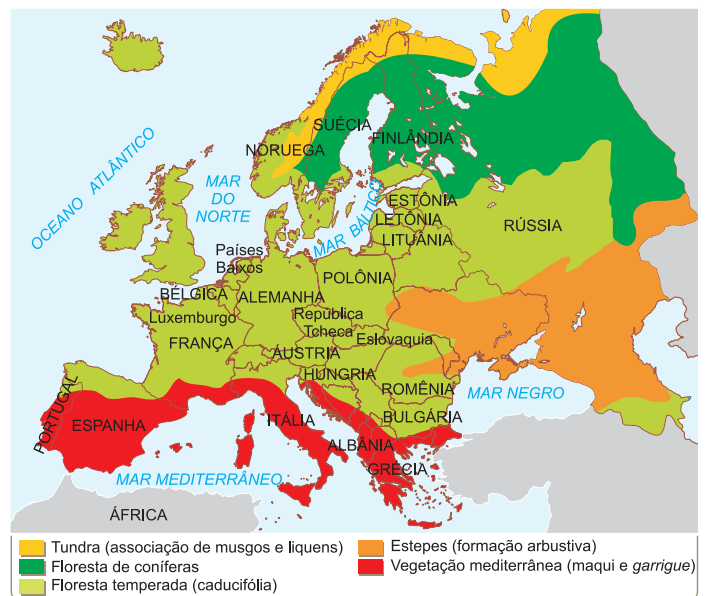 SUÉCIA
FINLÂNDIA
NORUEGA
OCEANO ATLÂNTICO
MAR
DO
NORTE
MAR BÁLTICO
ESTÔNIA
LETÔNIA
LITUÂNIA
RÚSSIA
Países
Baixos
POLÔNIA
BÉLGICA
ALEMANHA
Luxemburgo
República
Tcheca
Eslovaquia
FRANÇA
ÁUSTRIA
HUNGRIA
ROMÊNIA
MAR NEGRO
BULGÁRIA
PORTUGAL
ESPANHA
ITÁLIA
ALBÂNIA
GRÉCIA
MAR MEDITERRÂNEO
ÁFRICA
Tundra (associação de musgos e liquens)
Floresta de coníferas
Floresta temperada (caducifólia)
Estepes (formação arbustiva)
Vegetação mediterrânea (maqui e garrigue)